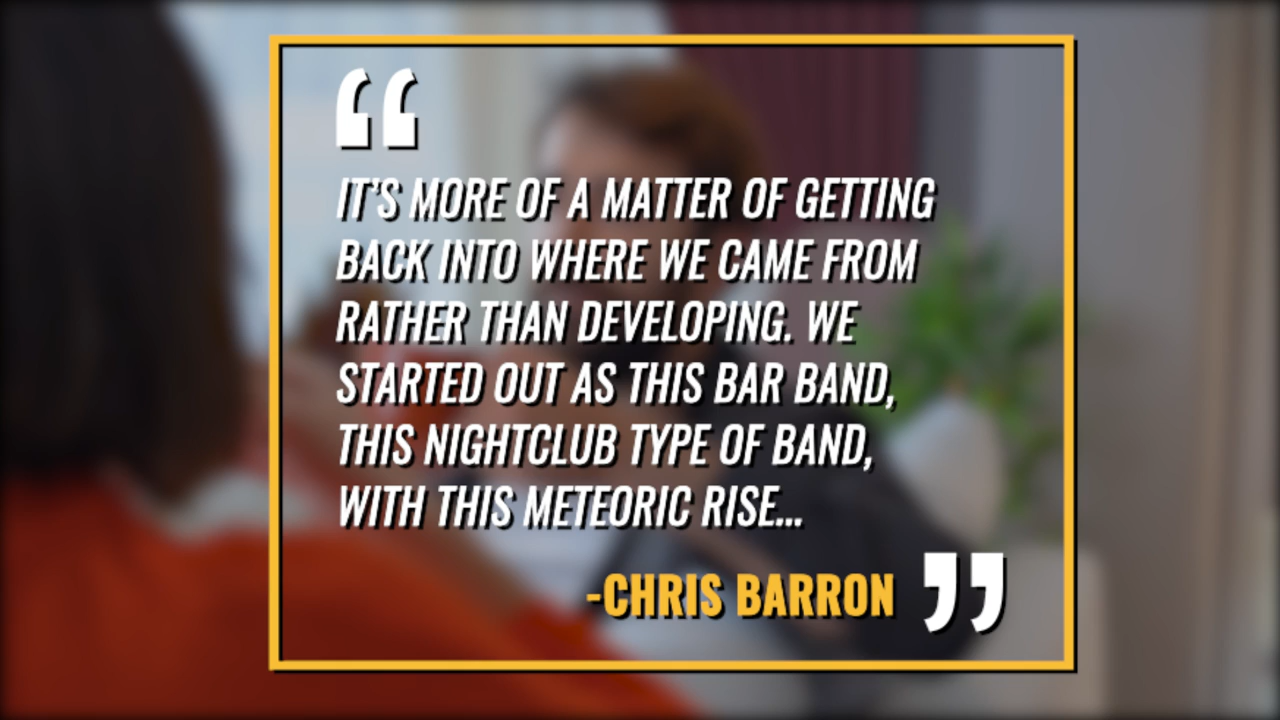 “
IT’S MORE OF A MATTER OF GETTING
BACK INTO WHERE WE CAME FROM
RATHER THAN DEVELOPING. WE
STARTED OUT AS THIS BAR BAND,
THIS NIGHTCLUB TYPE OF BAND,
WITH THIS METEORIC RISE...
-CHRIS BARRON ”